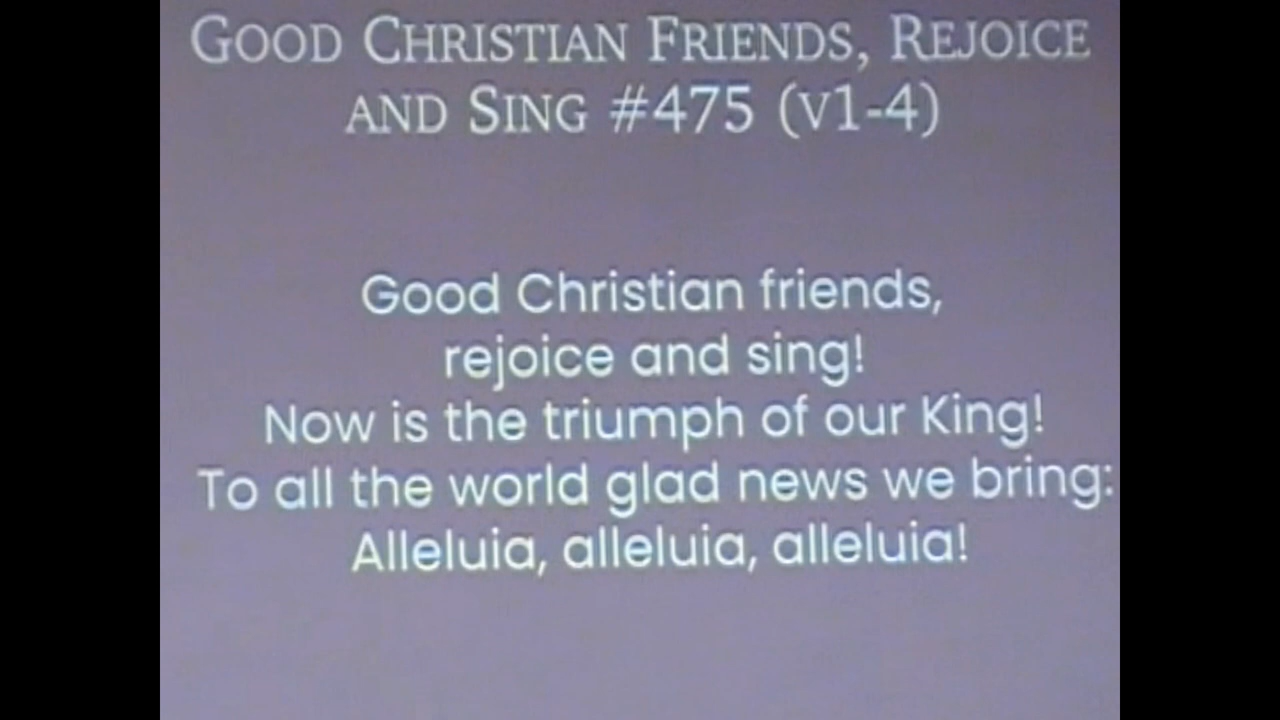 Good Christian Friends, Rejoice
and Sing #475 (v1-4)
Good Christian friends,
rejoice and sing!
Now is the triumph of our King!
To all the world glad news we bring:
Alleluia, alleluia, alleluia!